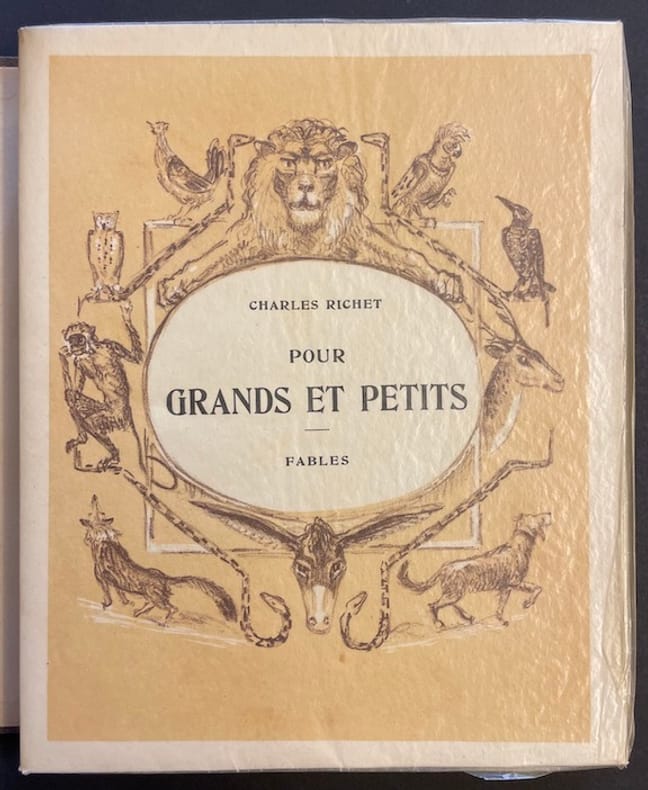 CHARLES RICHET
POUR
GRANDS ET PETITS
FABLES